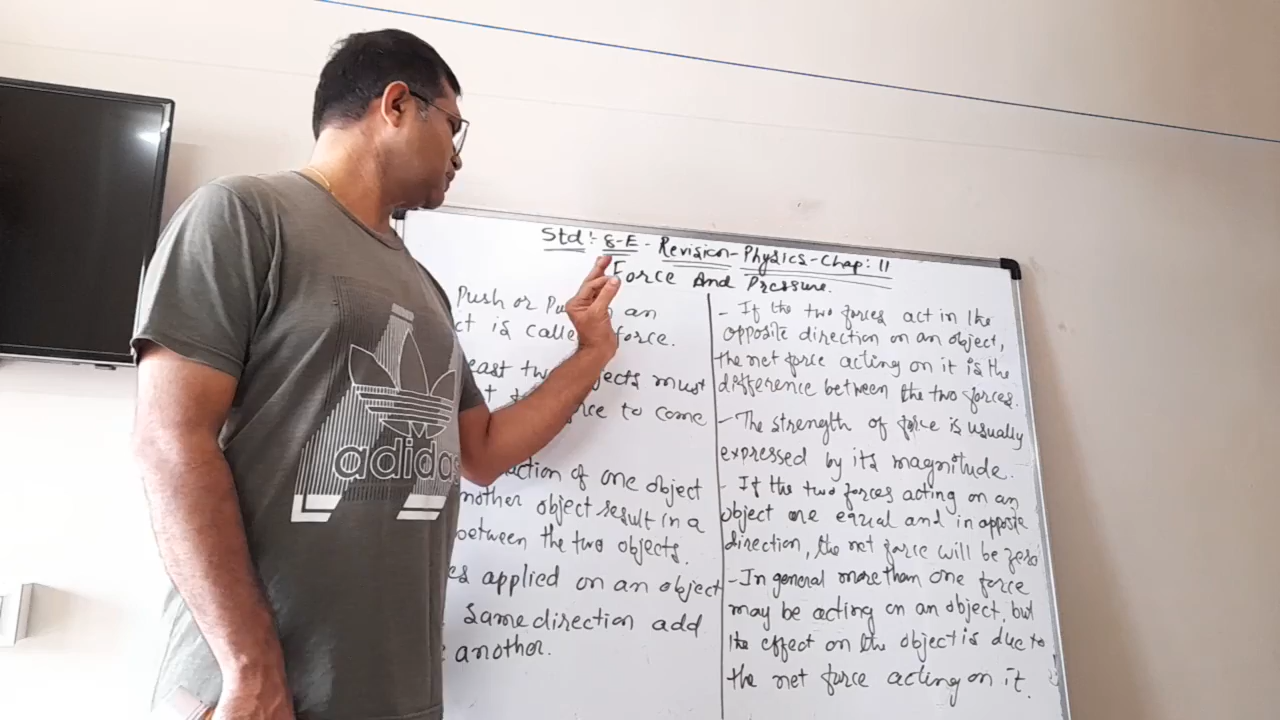 Std:- 8-E - Revision - Physics - Chap: 11
Force And Pressure.
Push or an
ct is force.
east two jects must
to come
ction of one object
nother object result in a
between the two objects.
es applied on an object
same direction add
another.
- If the two forces act in the
opposite direction on an object,
the net force acting on it is the
difference between the two forces.
- The strength of force is usually
expressed by its magnitude.
- If the two forces acting on an
object are equal and in opposite
direction, the net force will be zero
- In general more than one force
may be acting on an object, but
the effect on the object is due to
the net force acting on it.
adidas